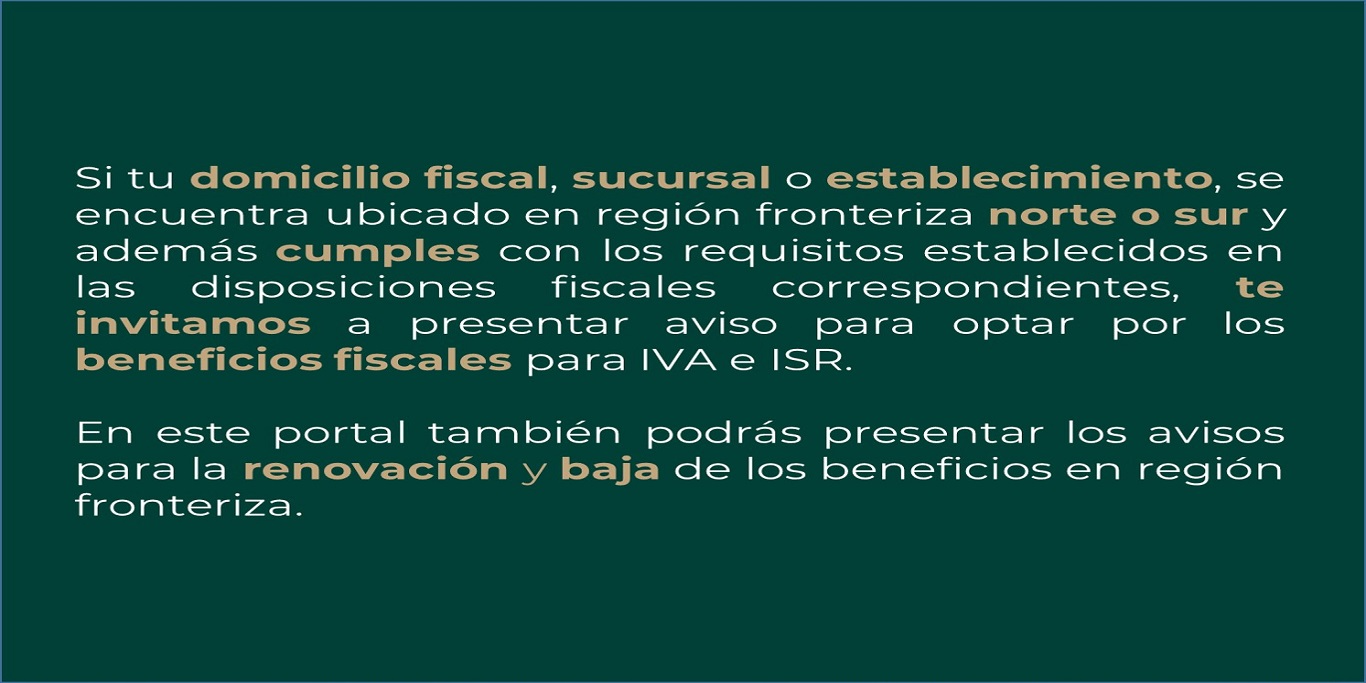 Si tu domicilio fiscal, sucursal o establecimiento, se
encuentra ubicado en región fronteriza norte o sur y
además cumples con los requisitos establecidos en
las disposiciones fiscales correspondientes, te
invitamos a presentar aviso para optar por los
beneficios fiscales para IVA e ISR.
En este portal también podrás presentar los avisos
para la renovación y baja de los beneficios en región
fronteriza.